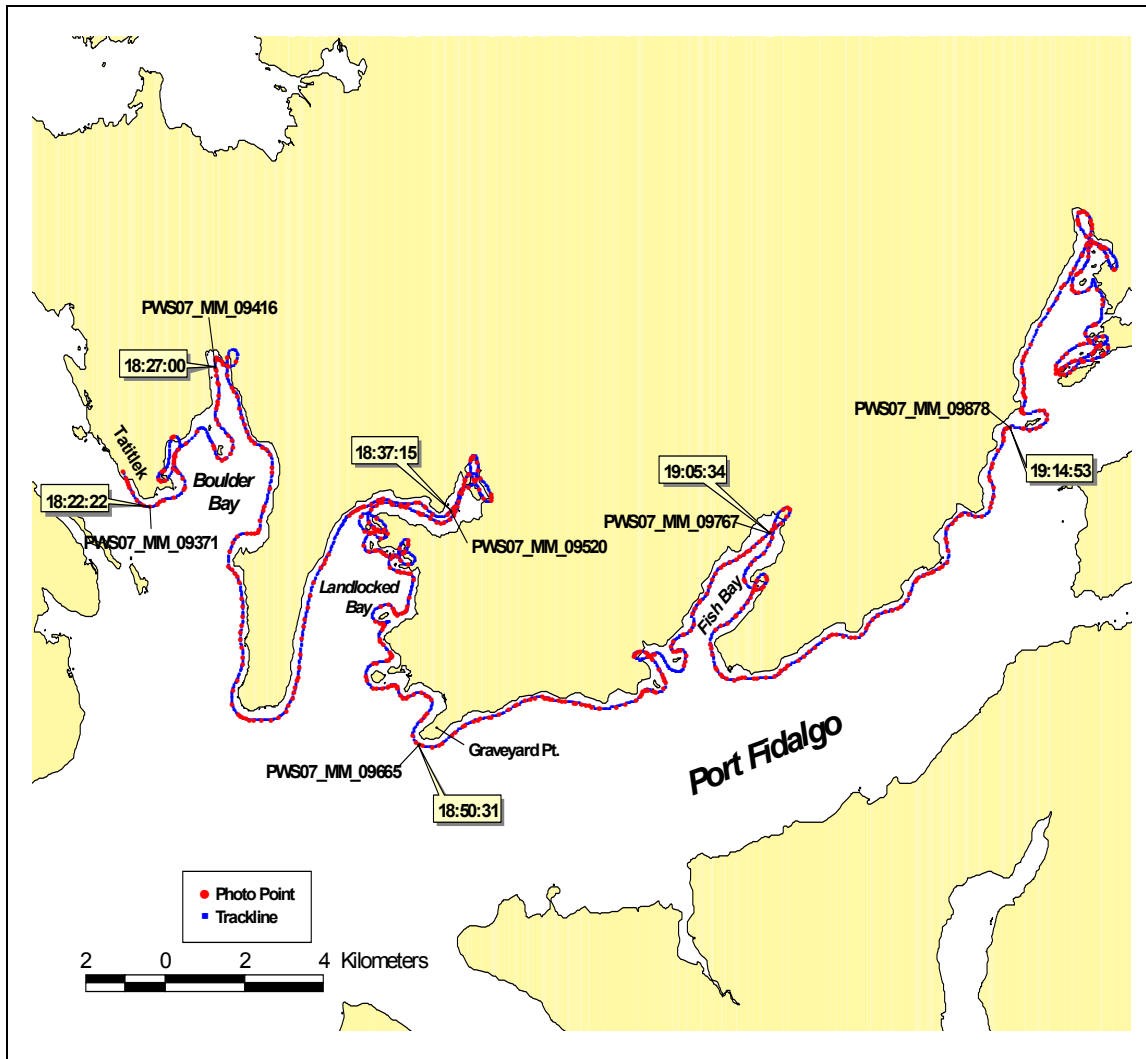 PWS07_MM_09416
18:27:00
Tatitlek
18:22:22
Boulder
Bay
PWS07_MM_09371
18:37:15
PWS07_MM_09520
Landlocked
Bay
19:05:34
PWS07_MM_09767
Fish Bay
PWS07_MM_09878
19:14:53
Graveyard Pt.
PWS07_MM_09665
18:50:31
Port Fidalgo
Photo Point
Trackline
2 0 2 4 Kilometers